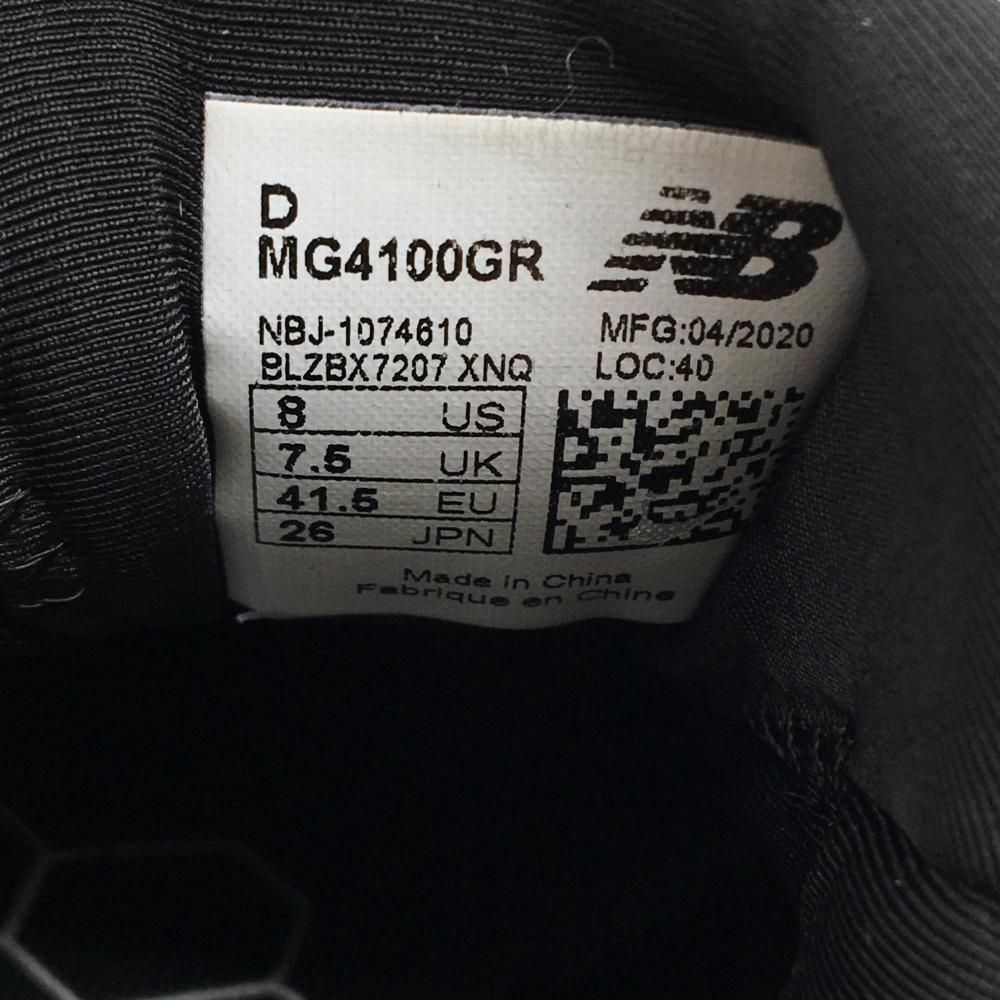 D
MG4100GR
NB
NBJ-1074610
MFG:04/2020
BLZBX7207 XNQ
LOC:40
8 US
7.5 UK
41.5 EU
26 JPN
Made in China
Fabrique en Chine